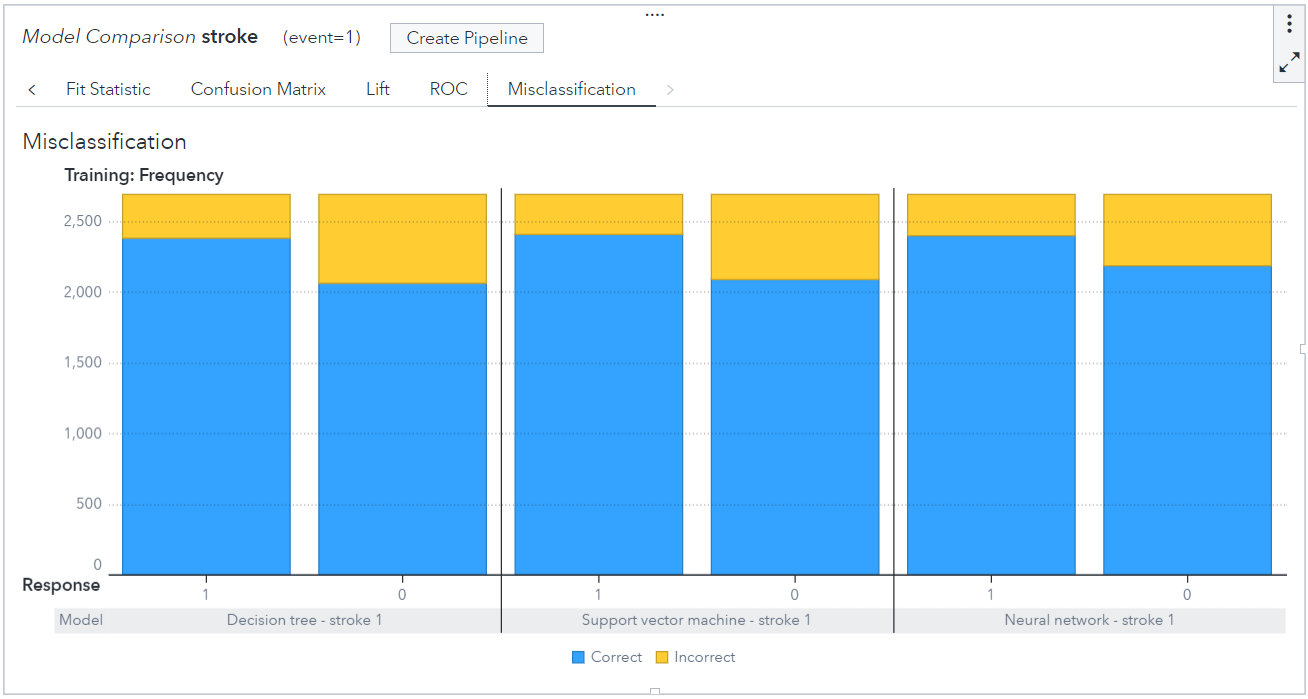 Model Comparison stroke (event=1) Create Pipeline
Fit Statistic Confusion Matrix Lift ROC Misclassification
Misclassification
Training: Frequency
2,500
2,000
1,500
1,000
500
0
Response
1 0 1 0 1 0
Model Decision tree - stroke 1 Support vector machine - stroke 1 Neural network - stroke 1
Correct Incorrect